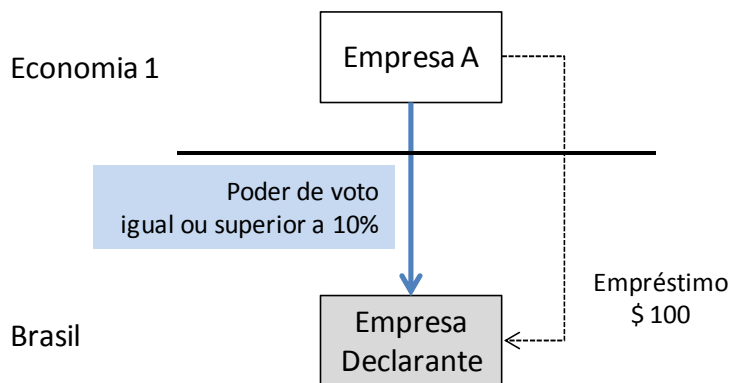 Economia 1
Empresa A
Poder de voto
igual ou superior a 10%
Empréstimo
$ 100
Brasil
Empresa
Declarante